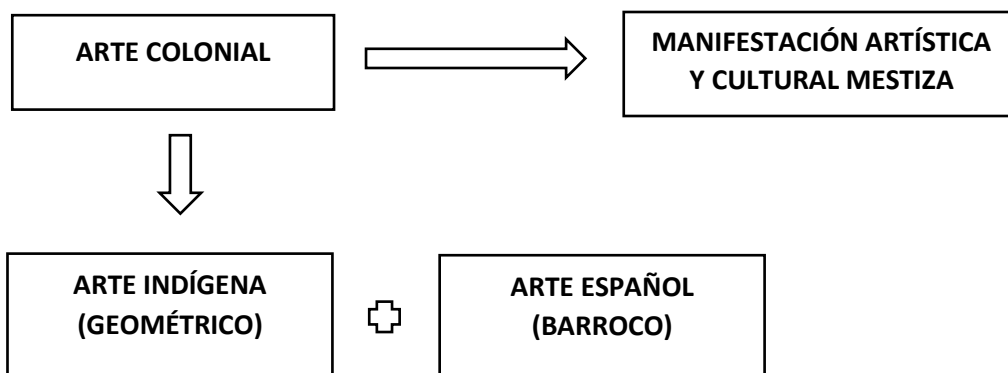 ARTE COLONIAL
MANIFESTACIÓN ARTÍSTICA
Y CULTURAL MESTIZA
ARTE INDÍGENA
(GEOMÉTRICO)
ARTE ESPAÑOL
(BARROCO)